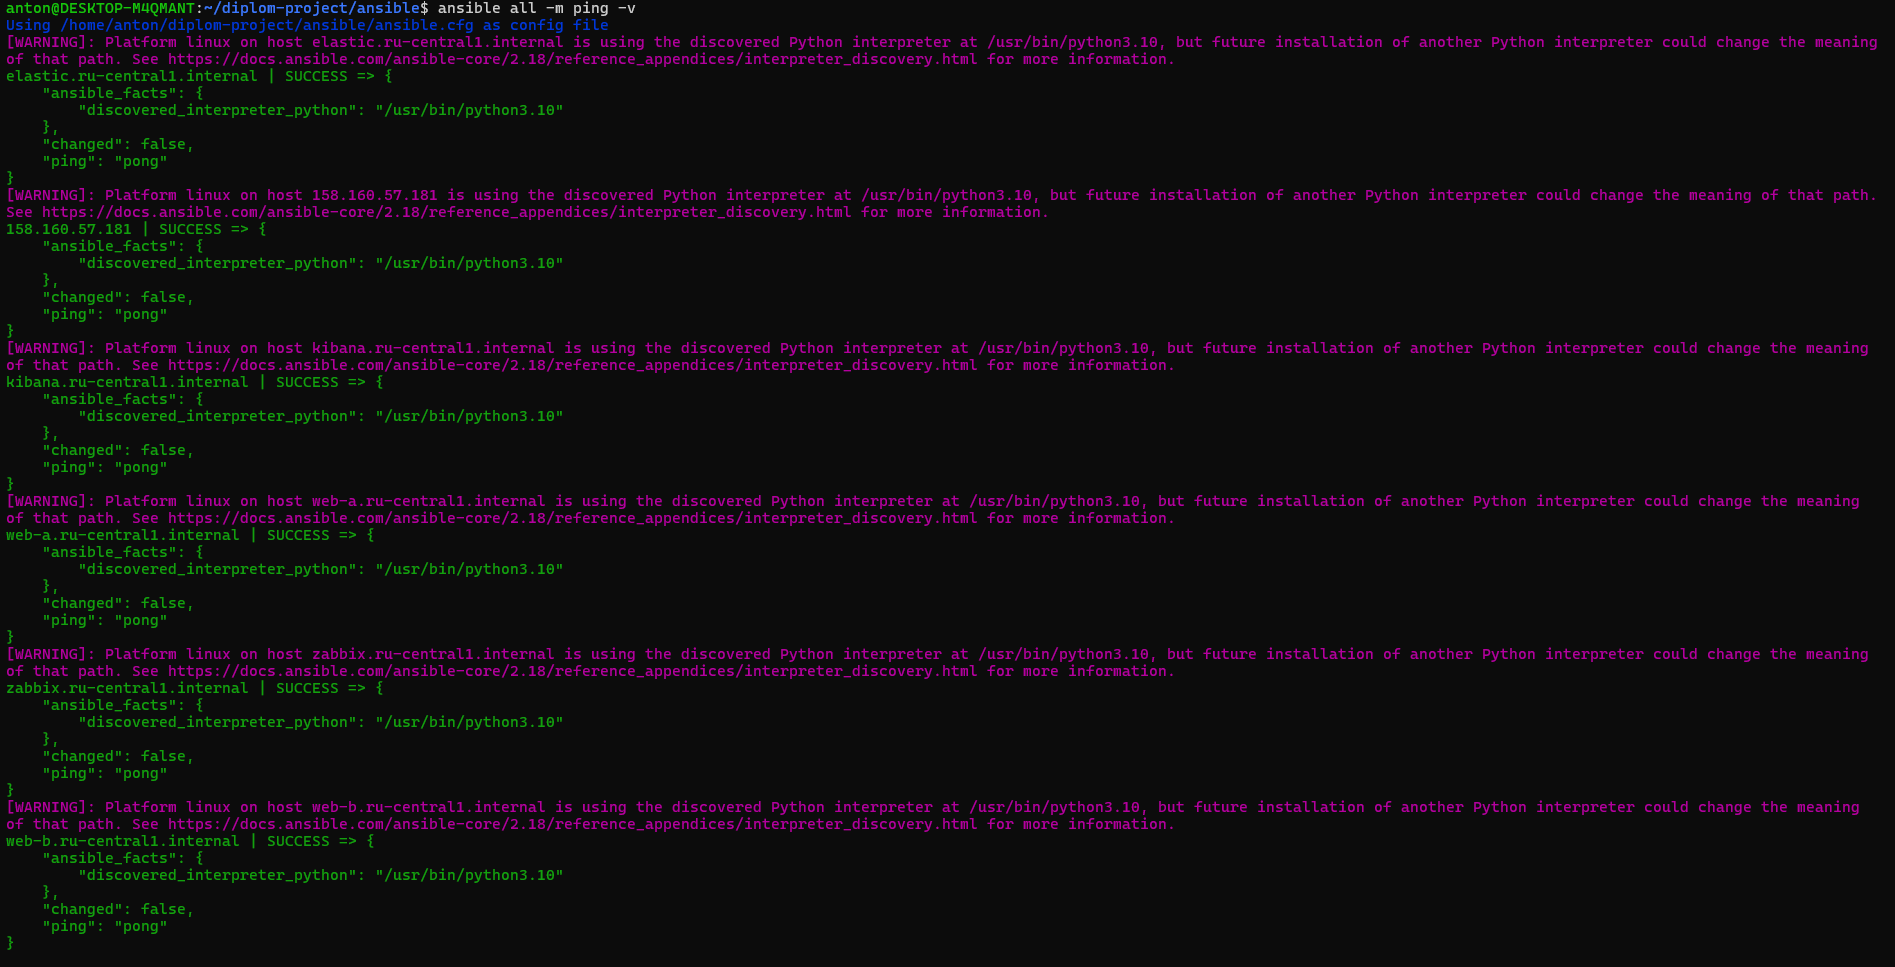 anton@DESKTOP-M4QMANT:~/diplom-project/ansible$ ansible all -m ping -v
Using /home/anton/diplom-project/ansible/ansible.cfg as config file
[WARNING]: Platform linux on host elastic.ru-central1.internal is using the discovered Python interpreter at /usr/bin/python3.10, but future installation of another Python interpreter could change the meaning
of that path. See https://docs.ansible.com/ansible-core/2.18/reference_appendices/interpreter_discovery.html for more information.
elastic.ru-central1.internal | SUCCESS => {
    "ansible_facts": {
        "discovered_interpreter_python": "/usr/bin/python3.10"
    },
    "changed": false,
    "ping": "pong"
}
[WARNING]: Platform linux on host 158.160.57.181 is using the discovered Python interpreter at /usr/bin/python3.10, but future installation of another Python interpreter could change the meaning of that path.
See https://docs.ansible.com/ansible-core/2.18/reference_appendices/interpreter_discovery.html for more information.
158.160.57.181 | SUCCESS => {
    "ansible_facts": {
        "discovered_interpreter_python": "/usr/bin/python3.10"
    },
    "changed": false,
    "ping": "pong"
}
[WARNING]: Platform linux on host kibana.ru-central1.internal is using the discovered Python interpreter at /usr/bin/python3.10, but future installation of another Python interpreter could change the meaning
of that path. See https://docs.ansible.com/ansible-core/2.18/reference_appendices/interpreter_discovery.html for more information.
kibana.ru-central1.internal | SUCCESS => {
    "ansible_facts": {
        "discovered_interpreter_python": "/usr/bin/python3.10"
    },
    "changed": false,
    "ping": "pong"
}
[WARNING]: Platform linux on host web-a.ru-central1.internal is using the discovered Python interpreter at /usr/bin/python3.10, but future installation of another Python interpreter could change the meaning
of that path. See https://docs.ansible.com/ansible-core/2.18/reference_appendices/interpreter_discovery.html for more information.
web-a.ru-central1.internal | SUCCESS => {
    "ansible_facts": {
        "discovered_interpreter_python": "/usr/bin/python3.10"
    },
    "changed": false,
    "ping": "pong"
}
[WARNING]: Platform linux on host zabbix.ru-central1.internal is using the discovered Python interpreter at /usr/bin/python3.10, but future installation of another Python interpreter could change the meaning
of that path. See https://docs.ansible.com/ansible-core/2.18/reference_appendices/interpreter_discovery.html for more information.
zabbix.ru-central1.internal | SUCCESS => {
    "ansible_facts": {
        "discovered_interpreter_python": "/usr/bin/python3.10"
    },
    "changed": false,
    "ping": "pong"
}
[WARNING]: Platform linux on host web-b.ru-central1.internal is using the discovered Python interpreter at /usr/bin/python3.10, but future installation of another Python interpreter could change the meaning
of that path. See https://docs.ansible.com/ansible-core/2.18/reference_appendices/interpreter_discovery.html for more information.
web-b.ru-central1.internal | SUCCESS => {
    "ansible_facts": {
        "discovered_interpreter_python": "/usr/bin/python3.10"
    },
    "changed": false,
    "ping": "pong"
}